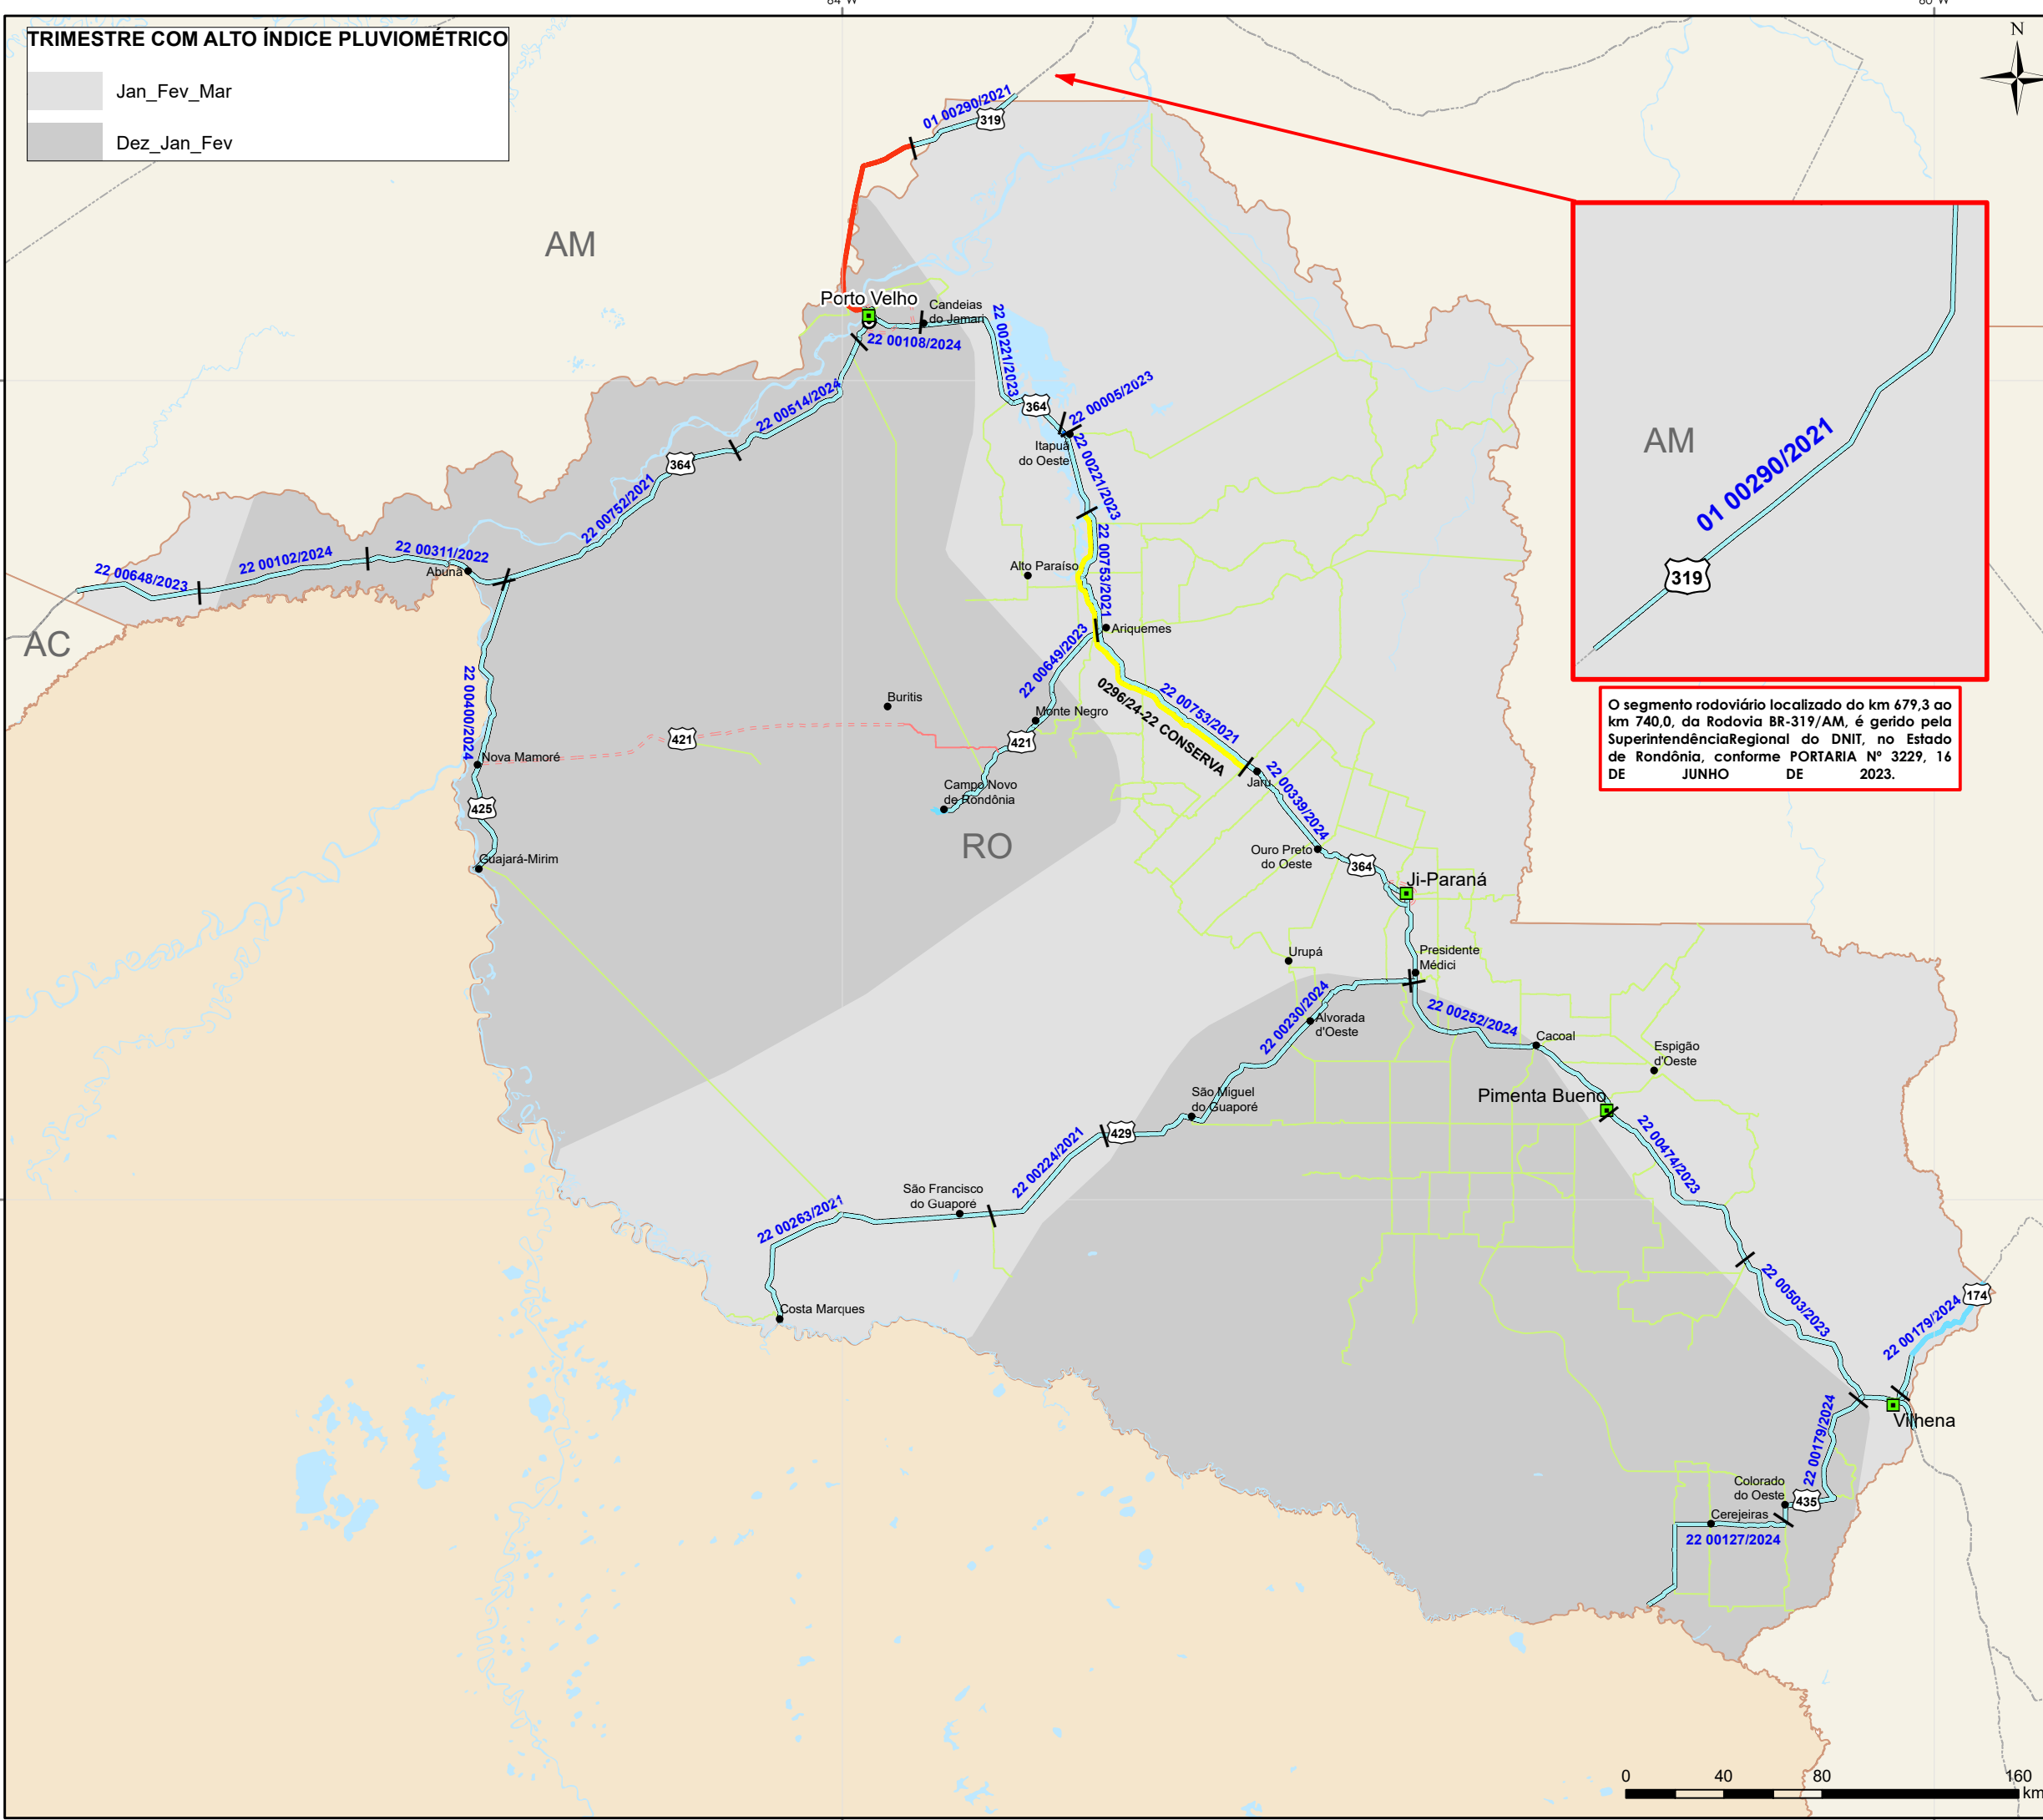 84°W
80°W
TRIMESTRE COM ALTO ÍNDICE PLUVIOMÉTRICO
Jan_Fev_Mar
Dez_Jan_Fev
N
01 00290/2021
319
AM
Porto Velho
Candeias
do Jamari
22 00108/2024
22 00221/2023
22 00514/2024
364
22 00005/2023
Itapuã
do Oeste
22 00221/2023
364
22 00752/2021
AM
01 00290/2021
319
22 00753/2021
22 00648/2023
22 00102/2024
22 00311/2022
Abunã
Alto Paraíso
Ariquemes
AC
22 00649/2023
22 00400/2024
0296/24-22 CONSERVA
22 00753/2021
Buritis
Monte Negro
421
421
O segmento rodoviário localizado do km 679,3 ao
km 740,0, da Rodovia BR-319/AM, é gerido pela
SuperintendênciaRegional do DNIT, no Estado
de Rondônia, conforme PORTARIA Nº 3229, 16
DE JUNHO DE 2023.
Nova Mamoré
Jaru
22 00339/2024
Campo Novo
de Rondônia
425
RO
Guajará-Mirim
Ouro Preto
do Oeste
364
Ji-Paraná
Urupá
Presidente
Médici
22 00230/2024
Alvorada
d'Oeste
22 00252/2024
Cacoal
Espigão
d'Oeste
São Miguel
do Guaporé
Pimenta Bueno
429
22 00224/2021
22 00474/2023
São Francisco
do Guaporé
22 00263/2021
Costa Marques
22 00503/2023
174
22 00179/2024
Vilhena
22 00179/2024
Colorado
do Oeste
435
Cerejeiras
22 00127/2024
0 40 80 160
km